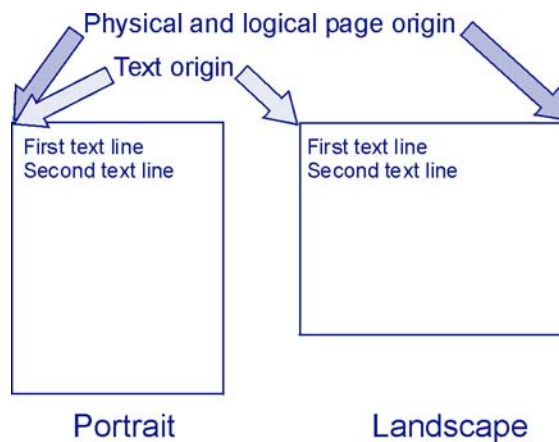 Physical and logical page origin
Text origin
First text line
Second text line
First text line
Second text line
Portrait
Landscape